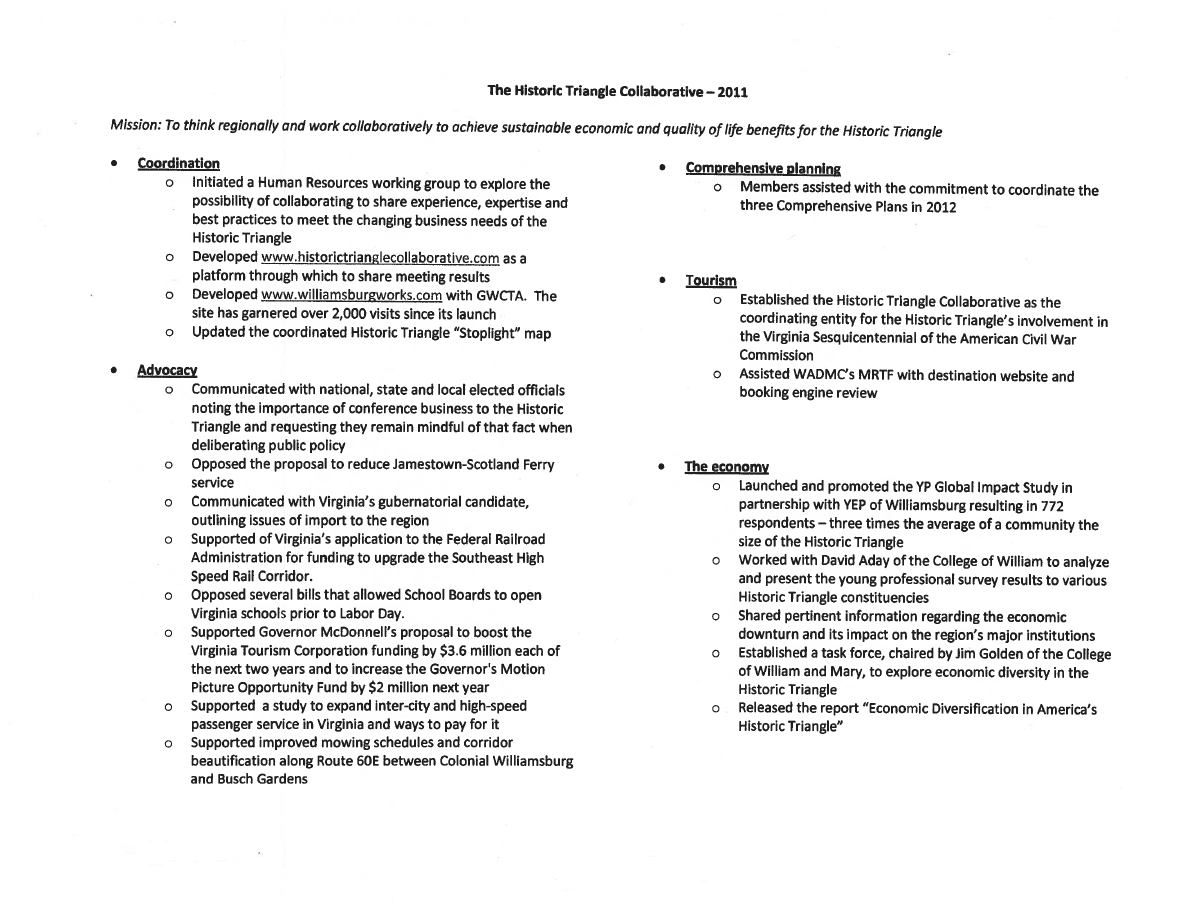 The Historic Triangle Collaborative – 2011
Mission: To think regionally and work collaboratively to achieve sustainable economic and quality of life benefits for the Historic Triangle
• Coordination
o Initiated a Human Resources working group to explore the
possibility of collaborating to share experience, expertise and
best practices to meet the changing business needs of the
Historic Triangle
o Developed www.historictrianglecollaborative.com as a
platform through which to share meeting results
o Developed www.williamsburgworks.com with GWCTA. The
site has garnered over 2,000 visits since its launch
o Updated the coordinated Historic Triangle “Stoplight” map
• Advocacy
o Communicated with national, state and local elected officials
noting the importance of conference business to the Historic
Triangle and requesting they remain mindful of that fact when
deliberating public policy
o Opposed the proposal to reduce Jamestown-Scotland Ferry
service
o Communicated with Virginia’s gubernatorial candidate,
outlining issues of import to the region
o Supported of Virginia’s application to the Federal Railroad
Administration for funding to upgrade the Southeast High
Speed Rail Corridor.
o Opposed several bills that allowed School Boards to open
Virginia schools prior to Labor Day.
o Supported Governor McDonnell’s proposal to boost the
Virginia Tourism Corporation funding by $3.6 million each of
the next two years and to increase the Governor's Motion
Picture Opportunity Fund by $2 million next year
o Supported a study to expand inter-city and high-speed
passenger service in Virginia and ways to pay for it
o Supported improved mowing schedules and corridor
beautification along Route 60E between Colonial Williamsburg
and Busch Gardens
• Comprehensive planning
o Members assisted with the commitment to coordinate the
three Comprehensive Plans in 2012
• Tourism
o Established the Historic Triangle Collaborative as the
coordinating entity for the Historic Triangle’s involvement in
the Virginia Sesquicentennial of the American Civil War
Commission
o Assisted WADMC’s MRTF with destination website and
booking engine review
• The economy
o Launched and promoted the YP Global Impact Study in
partnership with YEP of Williamsburg resulting in 772
respondents – three times the average of a community the
size of the Historic Triangle
o Worked with David Aday of the College of William to analyze
and present the young professional survey results to various
Historic Triangle constituencies
o Shared pertinent information regarding the economic
downturn and its impact on the region’s major institutions
o Established a task force, chaired by Jim Golden of the College
of William and Mary, to explore economic diversity in the
Historic Triangle
o Released the report “Economic Diversification in America’s
Historic Triangle”